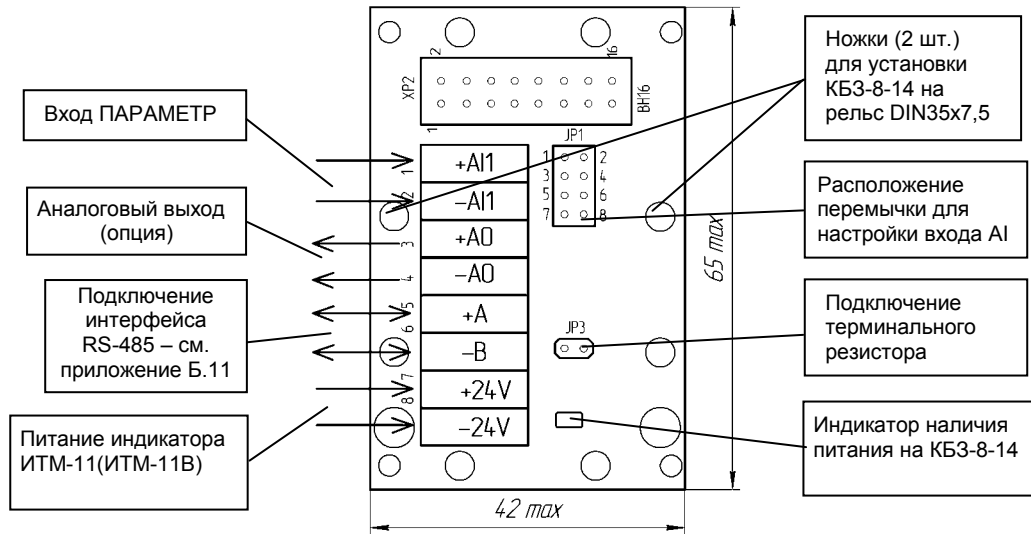 Вход ПАРАМЕТР
Аналоговый выход
(опция)
Подключение
интерфейса
RS-485 – см.
приложение Б.11
Питание индикатора
ИТМ-11(ИТМ-11В)
2
16
XP2
BH16
1
JP1
1 2
3 4
5 6
7 8
1 +AI1
2 –AI1
3 +AO
4 –AO
5 +A
6 –B
7 +24V
8 –24V
JP3
65 max
42 max
Ножки (2 шт.)
для установки
КБЗ-8-14 на
рельс DIN35x7,5
Расположение
перемычки для
настройки входа AI
Подключение
терминального
резистора
Индикатор наличия
питания на КБЗ-8-14